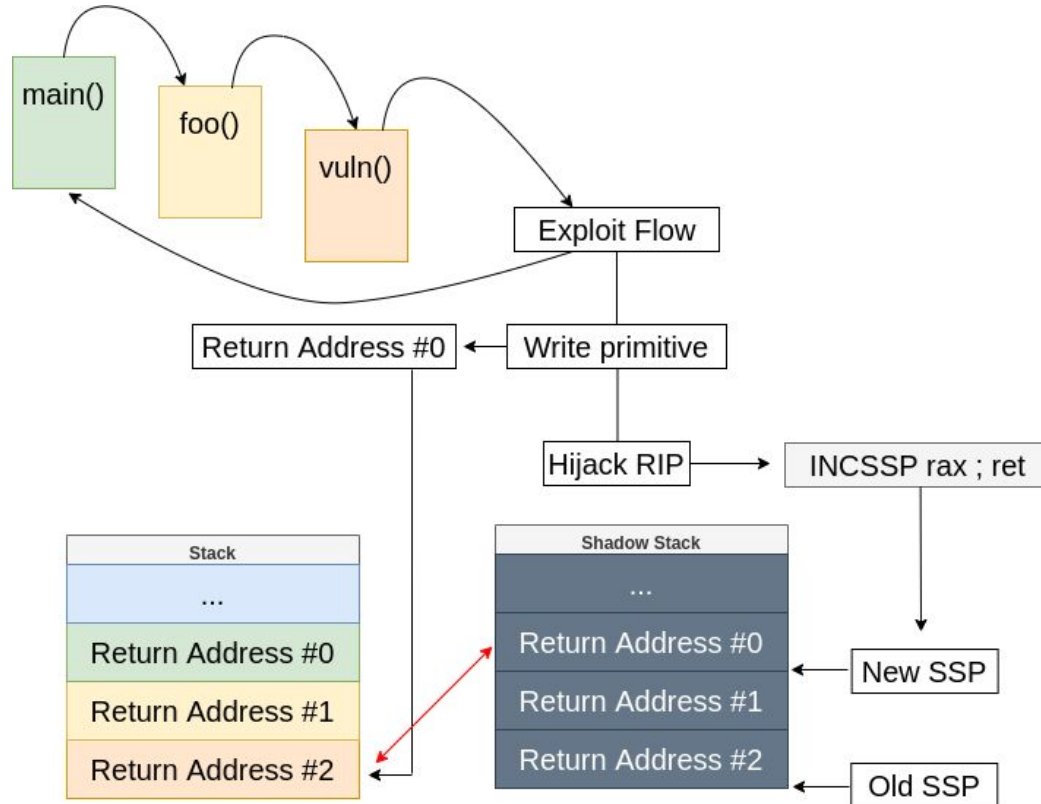 main()
foo()
vuln()
Exploit Flow
Return Address #0
Write primitive
Hijack RIP
INCSSP rax ; ret
Stack
...
Return Address #0
Return Address #1
Return Address #2
Shadow Stack
...
Return Address #0
Return Address #1
Return Address #2
New SSP
Old SSP